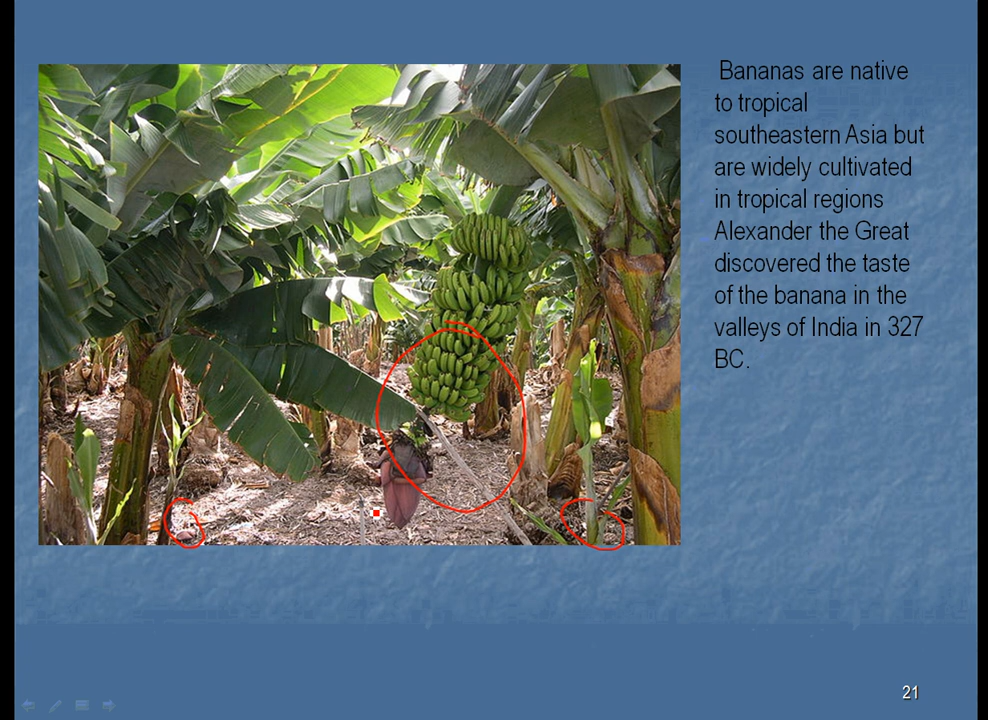 Bananas are native
to tropical
southeastern Asia but
are widely cultivated
in tropical regions
Alexander the Great
discovered the taste
of the banana in the
valleys of India in 327
BC.
21